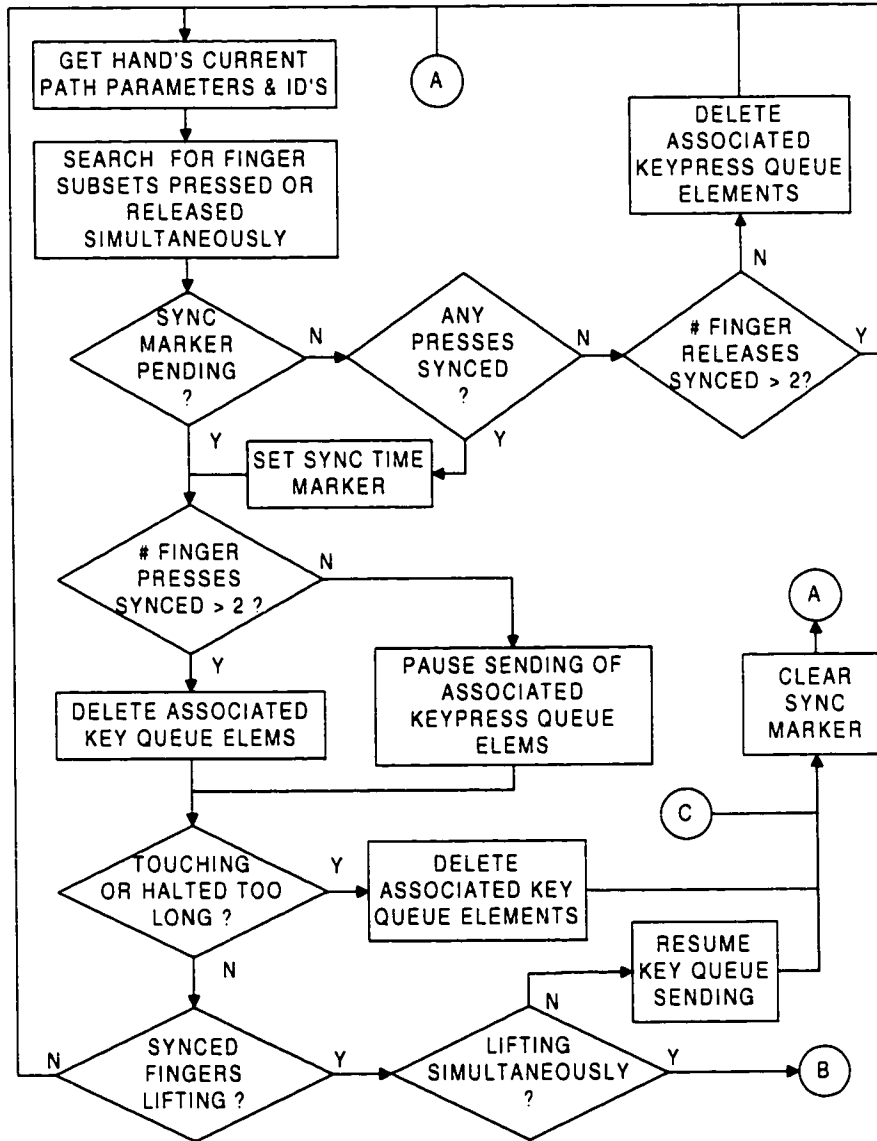 GET HAND'S CURRENT
PATH PARAMETERS & ID'S
A
DELETE
ASSOCIATED
KEYPRESS QUEUE
ELEMENTS
SEARCH FOR FINGER
SUBSETS PRESSED OR
RELEASED
SIMULTANEOUSLY
N
SYNC
MARKER
PENDING
?
N
ANY
PRESSES
SYNCED
?
N
# FINGER
RELEASES
SYNCED > 2?
Y
Y
Y
SET SYNC TIME
MARKER
# FINGER
PRESSES
SYNCED > 2 ?
N
A
Y
PAUSE SENDING OF
ASSOCIATED
KEYPRESS QUEUE
ELEMS
CLEAR
SYNC
MARKER
DELETE ASSOCIATED
KEY QUEUE ELEMS
C
TOUCHING
OR HALTED TOO
LONG ?
Y
DELETE
ASSOCIATED KEY
QUEUE ELEMENTS
RESUME
KEY QUEUE
SENDING
N
N
N
SYNCED
FINGERS
LIFTING ?
Y
LIFTING
SIMULTANEOUSLY
?
Y
B